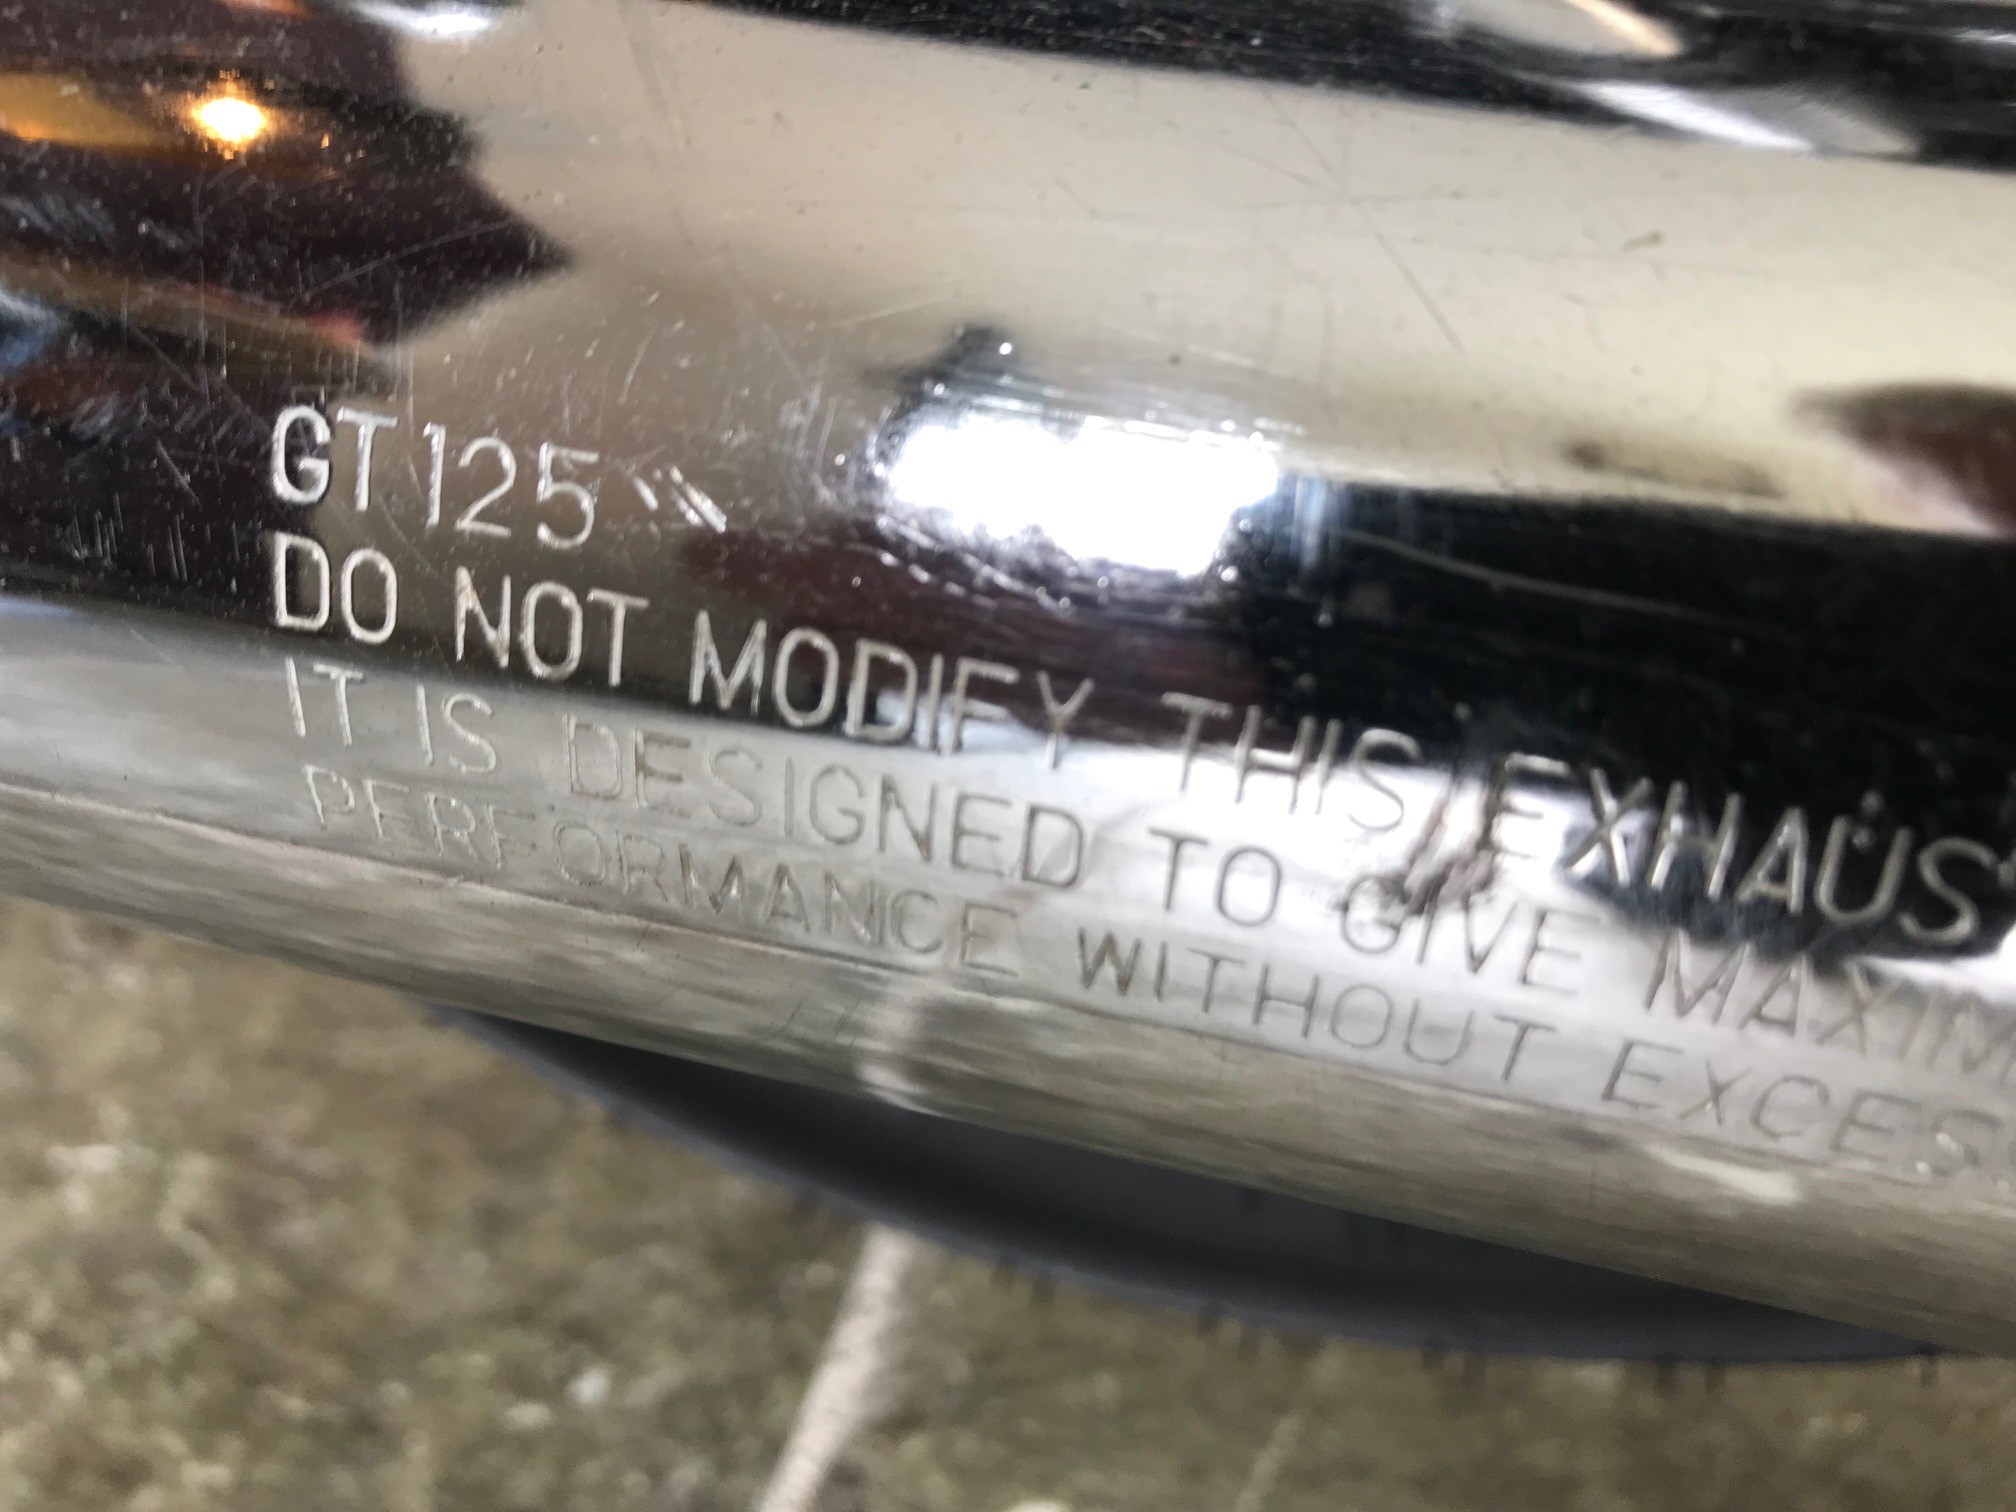 GT125
DO NOT MODIFY THIS EXHAUS
IT IS DESIGNED TO GIVE MAXIM
PERFORMANCE WITHOUT EXCES